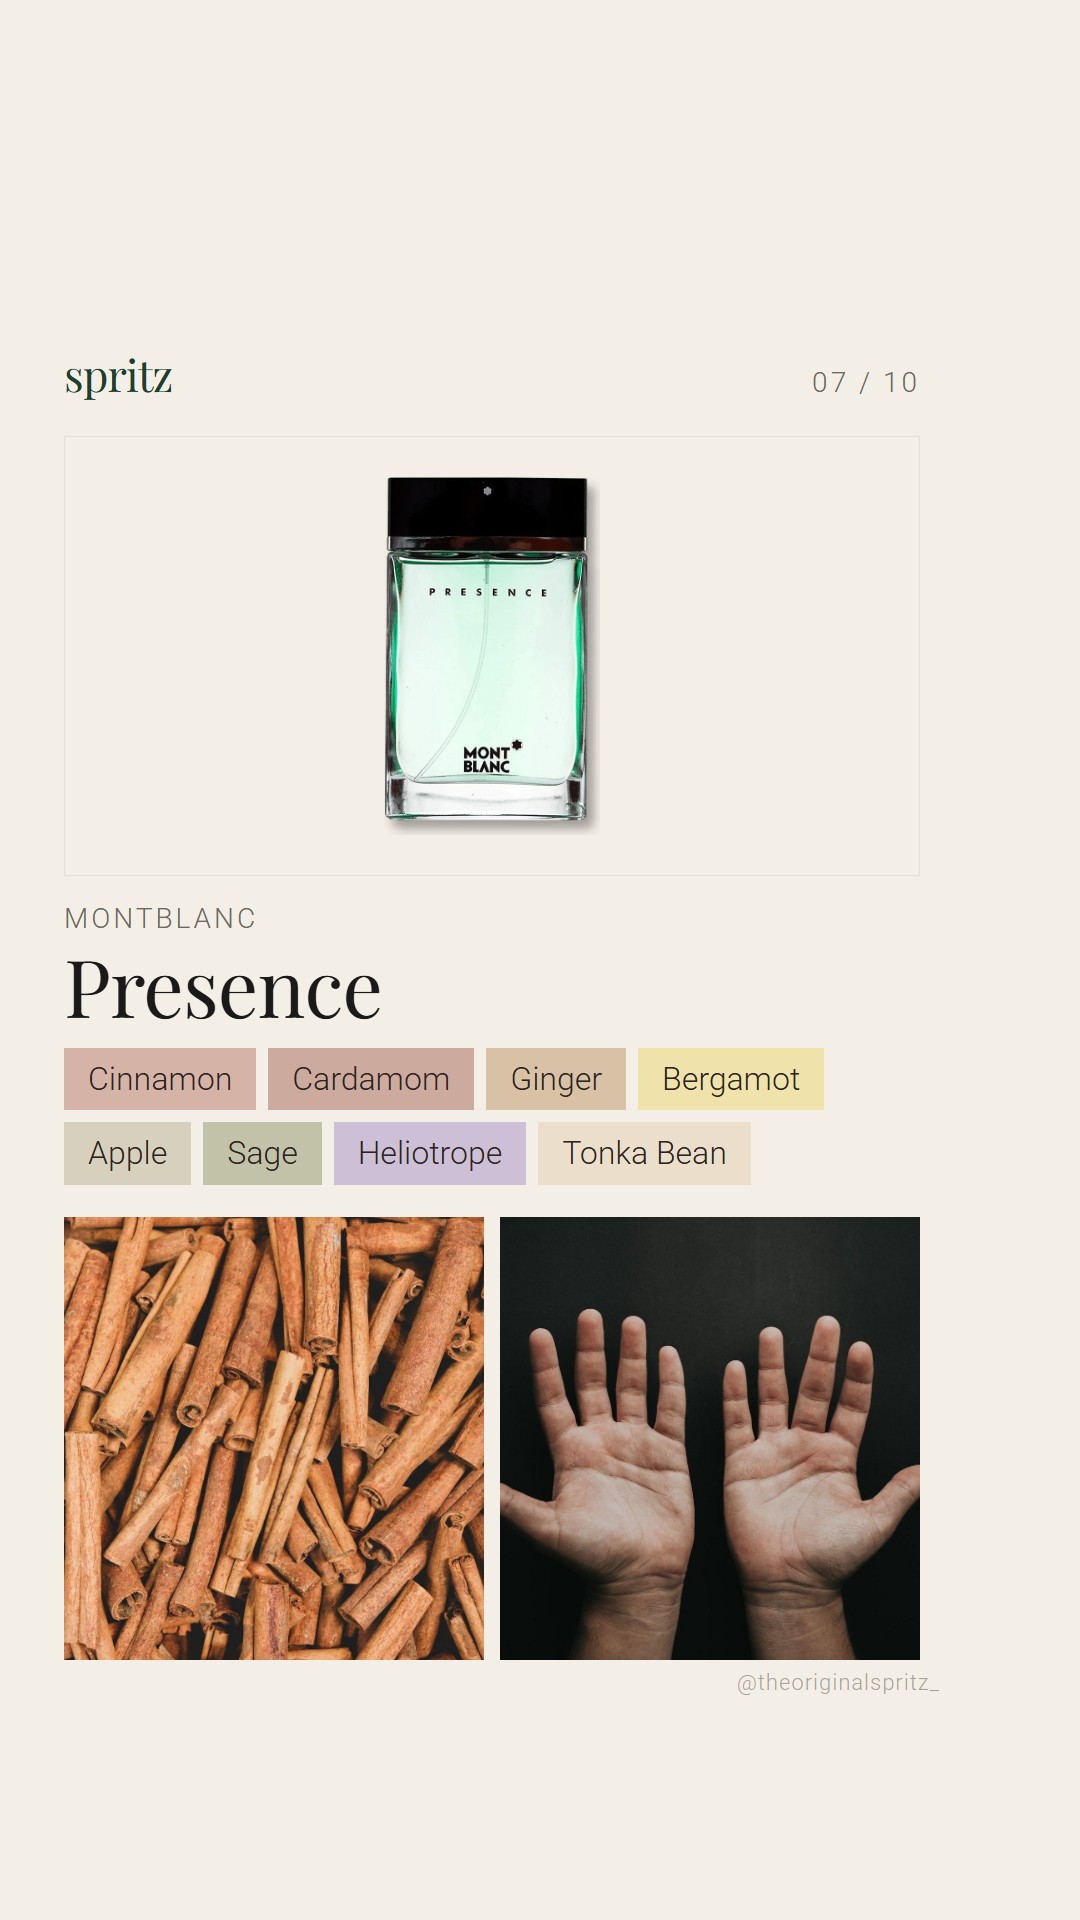 spritz
07 / 10
PRESENCE
MONT
BLANC
MONTBLANC
Presence
Cinnamon Cardamom Ginger Bergamot
Apple Sage Heliotrope Tonka Bean
@theoriginalspritz_